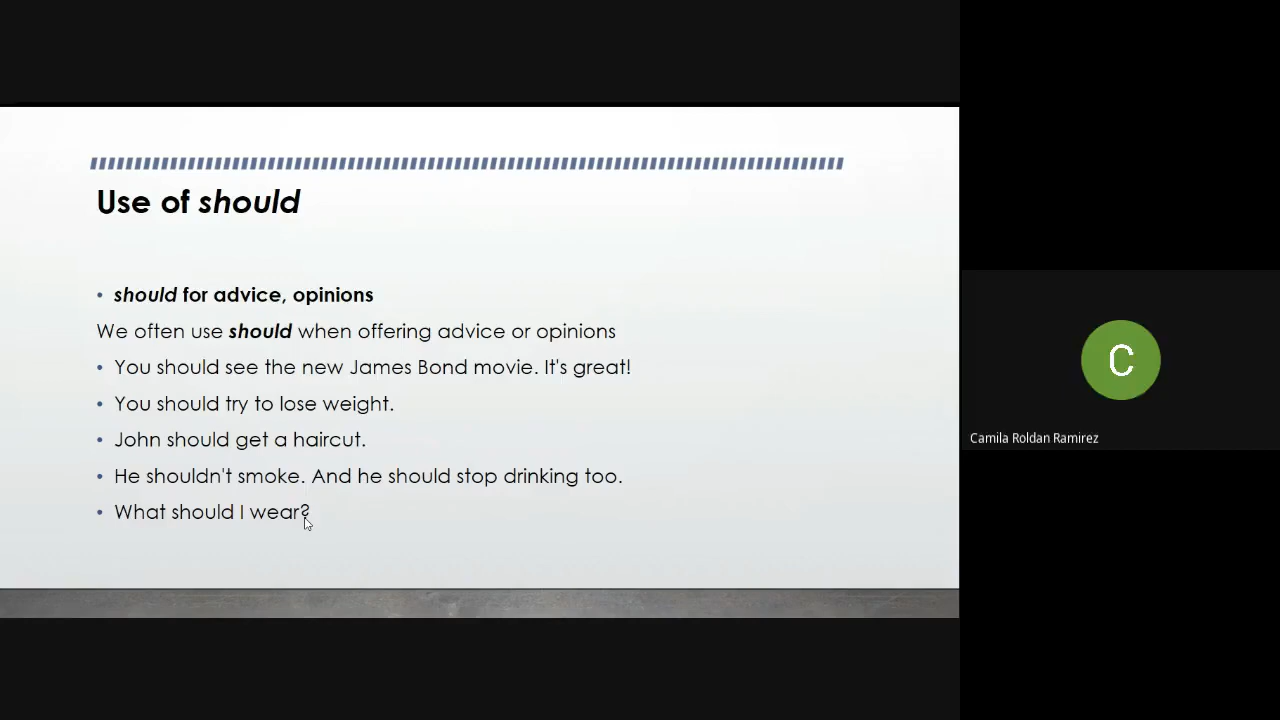 Use of should
• should for advice, opinions
We often use should when offering advice or opinions
• You should see the new James Bond movie. It's great!
• You should try to lose weight.
• John should get a haircut.
• He shouldn't smoke. And he should stop drinking too.
• What should I wear?
C
Camila Roldan Ramirez